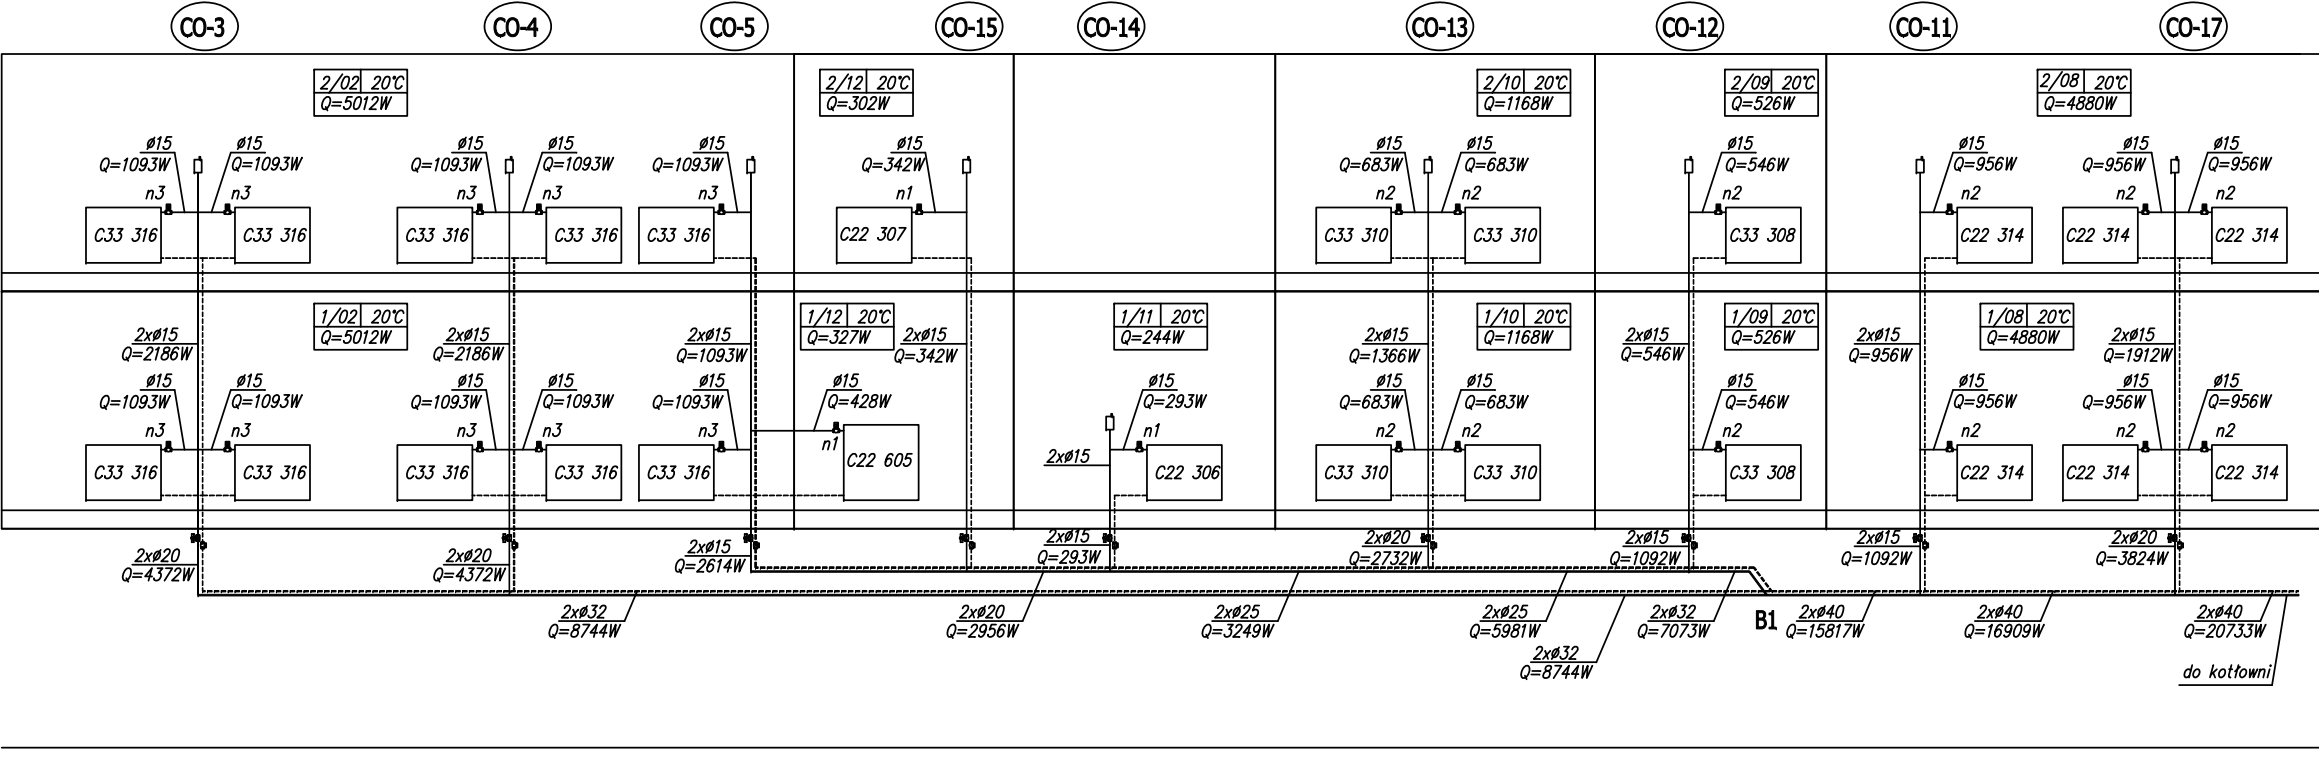 CO-3 CO-4 CO-5 CO-15 CO-14 CO-13 CO-12 CO-11 CO-17
2/02 20°C 2/12 20°C 2/10 20°C 2/09 20°C 2/08 20°C
Q=5012W Q=302W Q=1168W Q=526W Q=4880W
ø15 ø15 ø15 ø15 ø15 ø15 ø15 ø15 ø15 ø15 ø15 ø15
Q=1093W Q=1093W Q=1093W Q=1093W Q=1093W Q=342W Q=683W Q=683W Q=546W Q=956W Q=956W Q=956W
n3 n3 n3 n3 n3 n1 n2 n2 n2 n2 n2 n2
C33 316 C33 316 C33 316 C33 316 C33 316 C22 307 C33 310 C33 310 C33 308 C22 314 C22 314 C22 314
1/02 20°C 1/12 20°C 1/11 20°C 1/10 20°C 1/09 20°C 1/08 20°C
Q=5012W Q=327W Q=244W Q=1168W Q=526W Q=4880W
2xø15 2xø15 2xø15 2xø15 2xø15 2xø15 2xø15 2xø15
Q=2186W Q=2186W Q=1093W Q=342W Q=1366W Q=546W Q=956W Q=1912W
ø15 ø15 ø15 ø15 ø15 ø15 ø15 ø15 ø15 ø15 ø15 ø15 ø15
Q=1093W Q=1093W Q=1093W Q=1093W Q=1093W Q=428W Q=293W Q=683W Q=683W Q=546W Q=956W Q=956W Q=956W
n3 n3 n3 n3 n3 n1 n1 n2 n2 n2 n2 n2 n2
2xø15
C33 316 C33 316 C33 316 C33 316 C33 316 C22 605 C22 306 C33 310 C33 310 C33 308 C22 314 C22 314 C22 314
2xø20 2xø20 2xø15 2xø15 2xø20 2xø15 2xø15 2xø20
Q=4372W Q=4372W Q=2614W Q=293W Q=2732W Q=1092W Q=1092W Q=3824W
2xø32 2xø20 2xø25 2xø25 2xø32 B1 2xø40 2xø40 2xø40
Q=8744W Q=2956W Q=3249W Q=5981W Q=7073W Q=15817W Q=16909W Q=20733W
2xø32
Q=8744W
do kotłowni